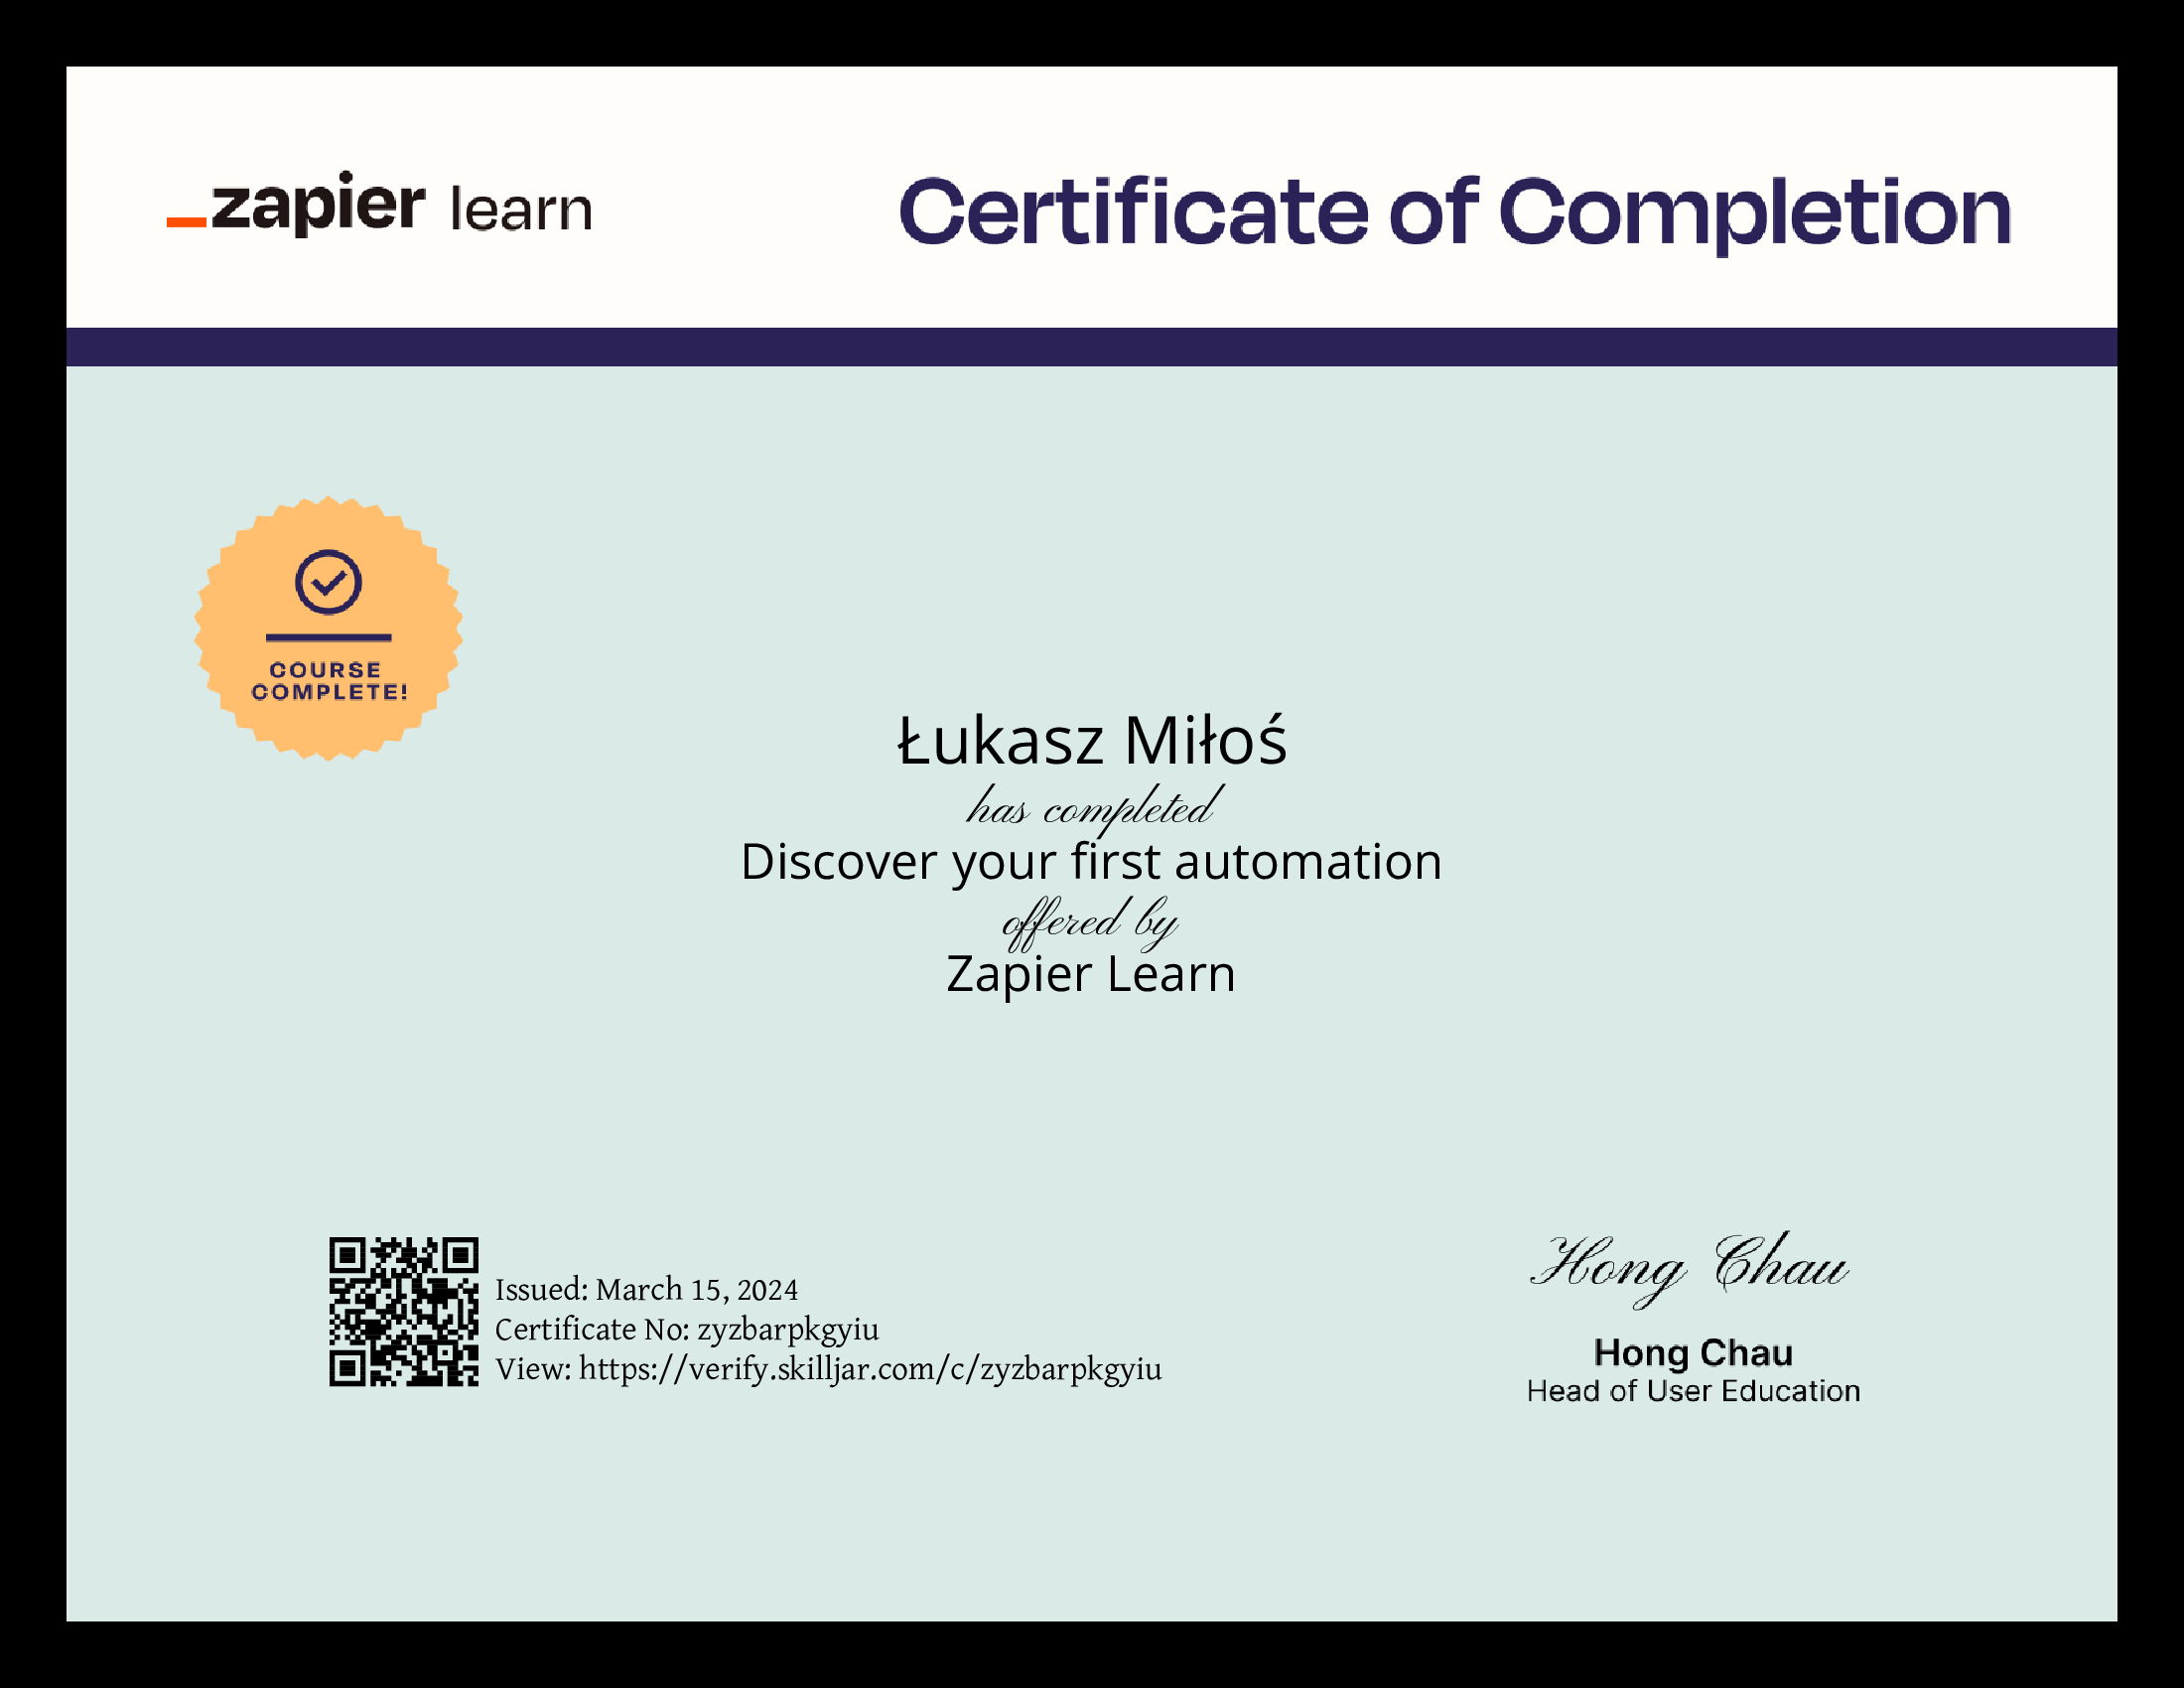 zapier learn
Certificate of Completion
COURSE
COMPLETE!
Łukasz Miłoś
has completed
Discover your first automation
offered by
Zapier Learn
Issued: March 15, 2024
Certificate No: zyzbarpkgyiu
View: https://verify.skilljar.com/c/zyzbarpkgyiu
Hong Chau
Hong Chau
Head of User Education